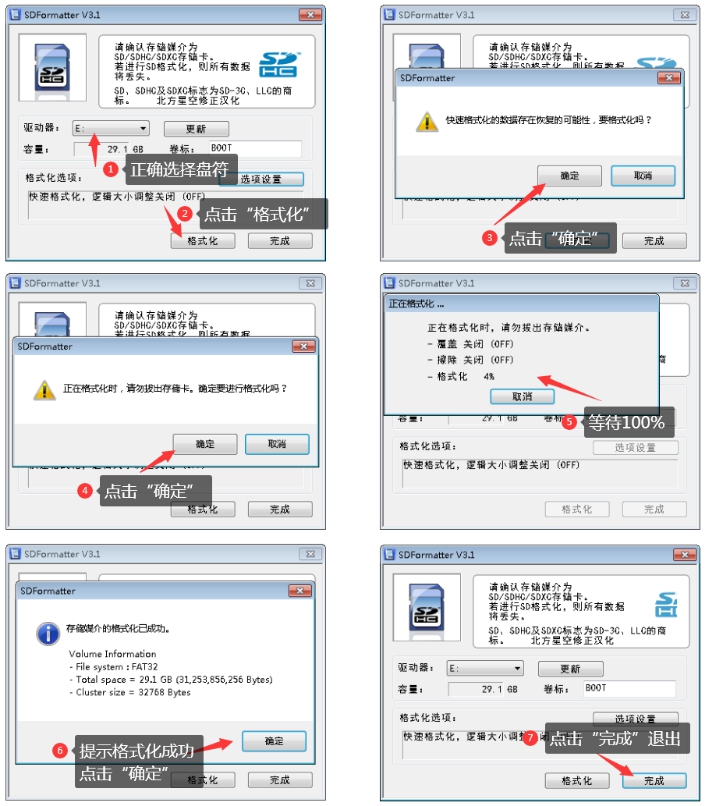 SDFormatter V3.1
请确认存储媒介为
SD/SDHC/SDXC存储卡。
若进行SD格式化，则所有数据
将丢失。
SD、SDHC及SDXC标志为SD-3C、LLC的商
标。 北方星空修正汉化
SD
HC
SD
HC
驱动器： E: 更新
容量： 29.1 GB 卷标： BOOT
1 正确选择盘符
格式化选项： 选项设置
快速格式化，逻辑大小调整关闭 (OFF)
2 点击“格式化”
格式化 完成
SDFormatter V3.1
请确认存储媒介为
SD/SDHC/SDXC存储卡。
若进行SD格式化，则所有数据
SDFormatter
快速格式化的数据存在恢复的可能性，要格式化吗？
确定 取消
3 点击“确定”
完成
SDFormatter V3.1
请确认存储媒介为
SD/SDHC/SDXC存储卡。
若进行SD格式化，则所有数据
SDFormatter
正在格式化时，请勿拔出存储卡。确定要进行格式化吗？
确定 取消
4 点击“确定”
格式化 完成
SDFormatter V3.1
正在格式化 ...
正在格式化时，请勿拔出存储媒介。
- 覆盖 关闭 (OFF)
- 擦除 关闭 (OFF)
- 格式化 4%
取消
商
容量： 29.1 GB 卷标
5 等待100%
格式化选项： 选项设置
快速格式化，逻辑大小调整关闭 (OFF)
格式化 完成
SDFormatter V3.1
SDFormatter
存储媒介的格式化已成功。
Volume Information
- File system : FAT32
- Total space = 29.1 GB (31,253,856,256 Bytes)
- Cluster size = 32768 Bytes
确定
6 提示格式化成功
点击“确定”
格式化 完成
SDFormatter V3.1
请确认存储媒介为
SD/SDHC/SDXC存储卡。
若进行SD格式化，则所有数据
将丢失。
SD、SDHC及SDXC标志为SD-3C、LLC的商
标。 北方星空修正汉化
SD
HC
驱动器： E: 更新
容量： 29.1 GB 卷标： BOOT
格式化选项： 选项设置
快速格式化，逻辑大小调整关闭 (OFF)
7 点击“完成”退出
格式化 完成